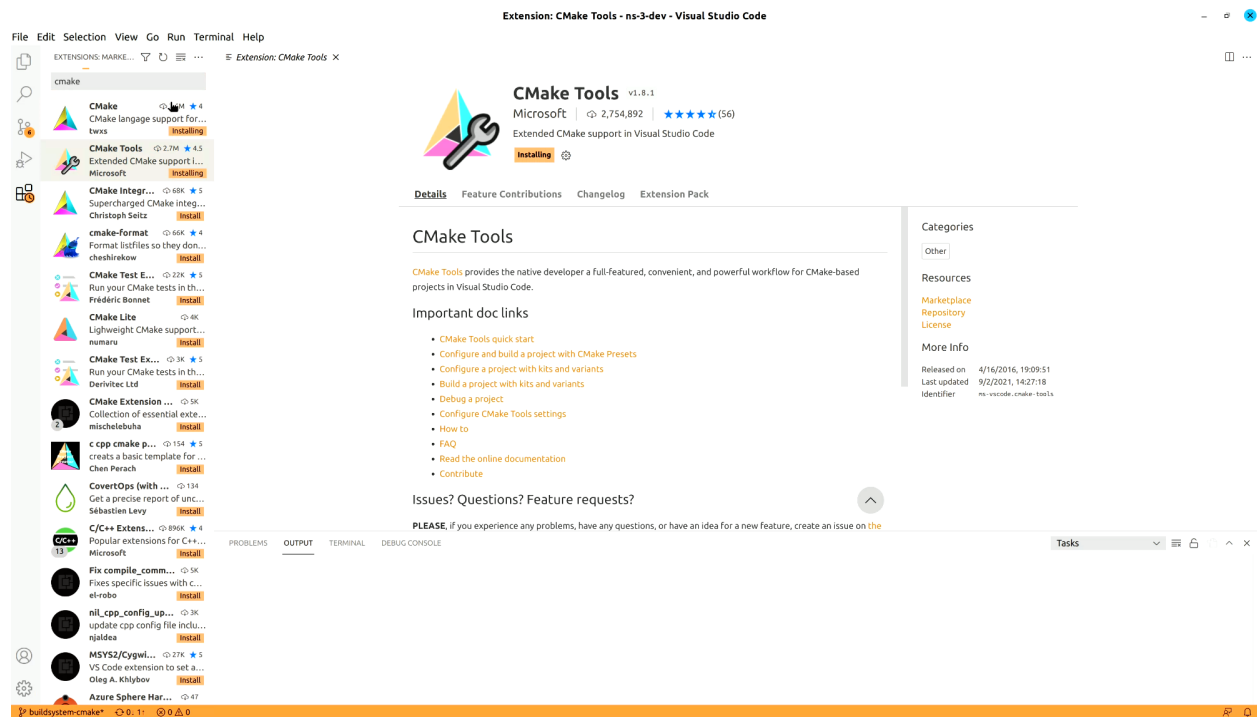 Extension: CMake Tools - ns-3-dev - Visual Studio Code
File Edit Selection View Go Run Terminal Help
EXTENSIONS: MARKE...
Extension: CMake Tools
cmake
CMake 4
CMake langage support for...
twxs Installing
CMake Tools 2.7M 4.5
Extended CMake support i...
Microsoft Installing
CMake Integr... 68K 5
Supercharged CMake integ...
Christoph Seitz Install
cmake-format 66K 4
Format listfiles so they don...
cheshirekow Install
CMake Test E... 22K 5
Run your CMake tests in th...
Frédéric Bonnet Install
CMake Lite 4K
Lighweight CMake support...
numaru Install
CMake Test Ex... 3K 5
Run your CMake tests in th...
Derivitec Ltd Install
CMake Extension ... 5K
Collection of essential exte...
2 mischelebuha Install
c cpp cmake p... 154 5
creats a basic template for ...
Chen Perach Install
CovertOps (with ... 134
Get a precise report of unc...
Sébastien Levy Install
C/C++ Extens... 896K 4
C/C++ Popular extensions for C++...
13 Microsoft Install
Fix compile_comm... 5K
Fixes specific issues with c...
el-robo Install
nil_cpp_config_up... 3K
update cpp config file inclu...
njaldea Install
MSYS2/Cygwi... 27K 5
VS Code extension to set a...
Oleg A. Khlybov Install
Azure Sphere Har... 47
6
CMake Tools v1.8.1
Microsoft 2,754,892 (56)
Extended CMake support in Visual Studio Code
Installing
Details Feature Contributions Changelog Extension Pack
CMake Tools
CMake Tools provides the native developer a full-featured, convenient, and powerful workflow for CMake-based
projects in Visual Studio Code.
Important doc links
• CMake Tools quick start
• Configure and build a project with CMake Presets
• Configure a project with kits and variants
• Build a project with kits and variants
• Debug a project
• Configure CMake Tools settings
• How to
• FAQ
• Read the online documentation
• Contribute
Issues? Questions? Feature requests?
PLEASE, if you experience any problems, have any questions, or have an idea for a new feature, create an issue on the
Categories
Other
Resources
Marketplace
Repository
License
More Info
Released on 4/16/2016, 19:09:51
Last updated 9/2/2021, 14:27:18
Identifier ms-vscode.cmake-tools
PROBLEMS OUTPUT TERMINAL DEBUG CONSOLE Tasks
buildsystem-cmake* 0↓ 1↑ 0 0